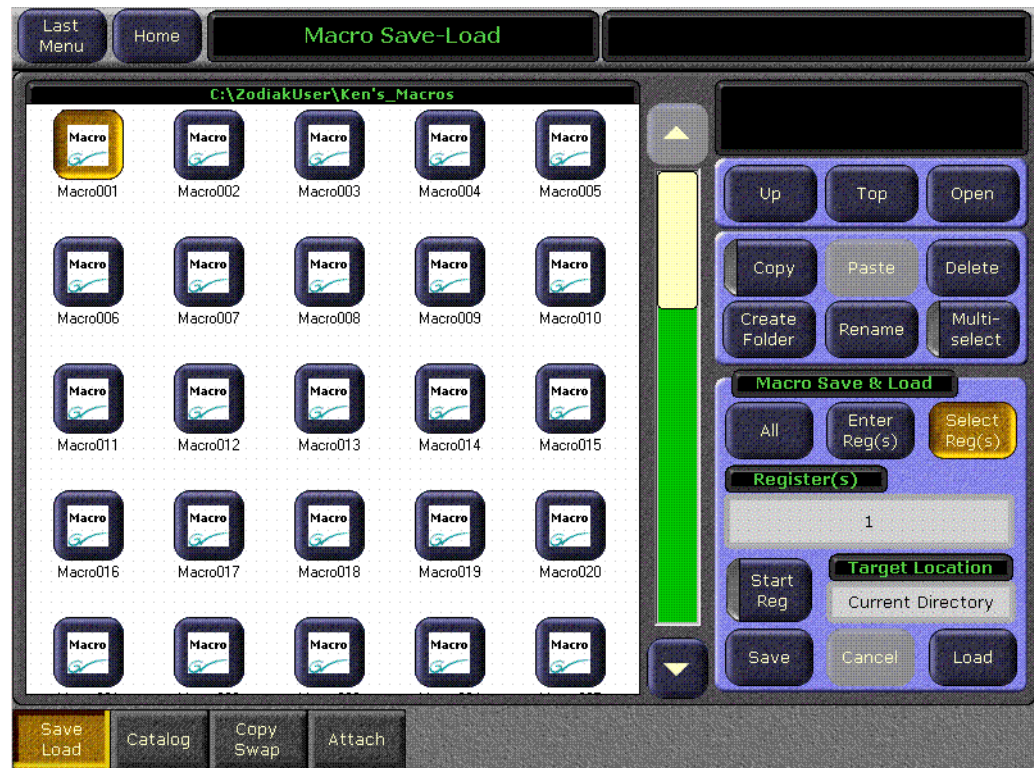 Last
Menu
Home
Macro Save-Load
C:\ZodiakUser\Ken's_Macros
Macro Macro Macro Macro Macro
Macro001 Macro002 Macro003 Macro004 Macro005
Macro Macro Macro Macro Macro
Macro006 Macro007 Macro008 Macro009 Macro010
Macro Macro Macro Macro Macro
Macro011 Macro012 Macro013 Macro014 Macro015
Macro Macro Macro Macro Macro
Macro016 Macro017 Macro018 Macro019 Macro020
Macro Macro Macro Macro Macro
Up Top Open
Copy Paste Delete
Create
Folder
Rename
Multi-
select
Macro Save & Load
All
Enter
Reg(s)
Select
Reg(s)
Register(s)
1
Start
Reg
Target Location
Current Directory
Save Cancel Load
Save
Load
Catalog
Copy
Swap
Attach